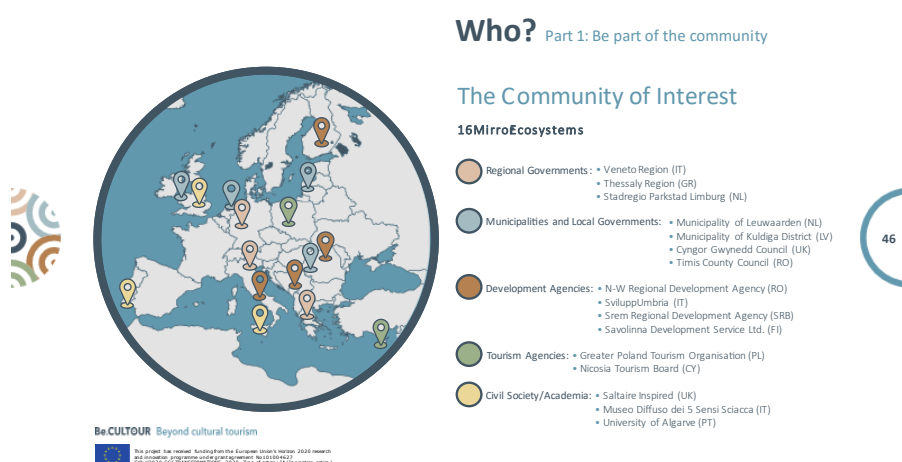 Who? Part 1: Be part of the community
The Community of Interest
16MirroEcosystems
Regional Governments: • Veneto Region (IT)
• Thessaly Region (GR)
• Stadregio Parkstad Limburg (NL)
Municipalities and Local Governments: • Municipality of Leuwaarden (NL)
• Municipality of Kuldiga District (LV)
• Cyngor Gwynedd Council (UK)
• Timis County Council (RO)
46
Development Agencies: • N-W Regional Development Agency (RO)
• SviluppUmbria (IT)
• Srem Regional Development Agency (SRB)
• Savolinna Development Service Ltd. (FI)
Tourism Agencies: • Greater Poland Tourism Organisation (PL)
• Nicosia Tourism Board (CY)
Civil Society/Academia: • Saltaire Inspired (UK)
• Museo Diffuso dei 5 Sensi Sciacca (IT)
• University of Algarve (PT)
Be.CULTOUR Beyond cultural tourism
This project has received funding from the European Union's Horizon 2020 research
and innovation programme under grant agreement No 101004627